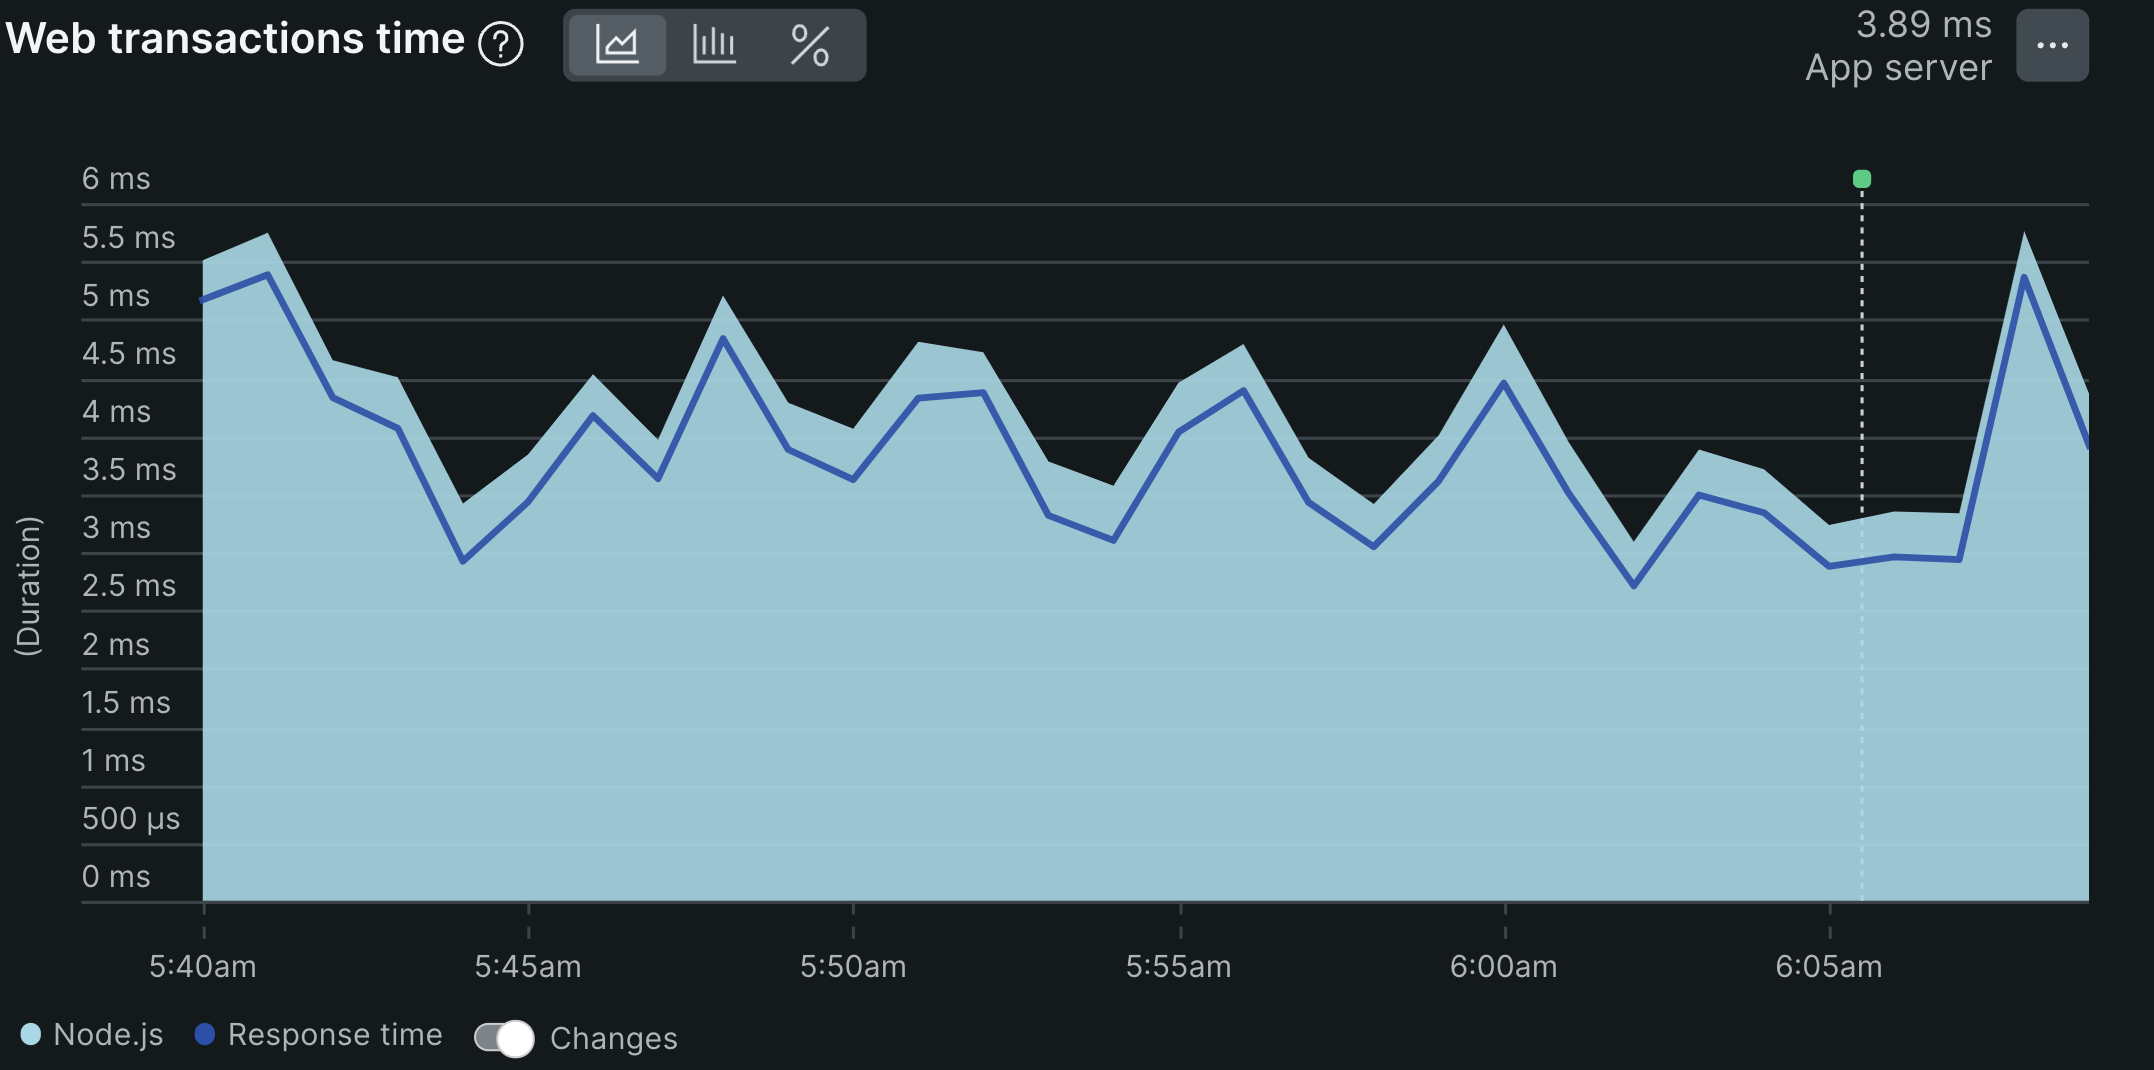 Web transactions time ?
3.89 ms
App server
6 ms
5.5 ms
5 ms
4.5 ms
4 ms
3.5 ms
3 ms
2.5 ms
2 ms
1.5 ms
1 ms
500 µs
0 ms
(Duration)
5:40am 5:45am 5:50am 5:55am 6:00am 6:05am
Node.js Response time Changes